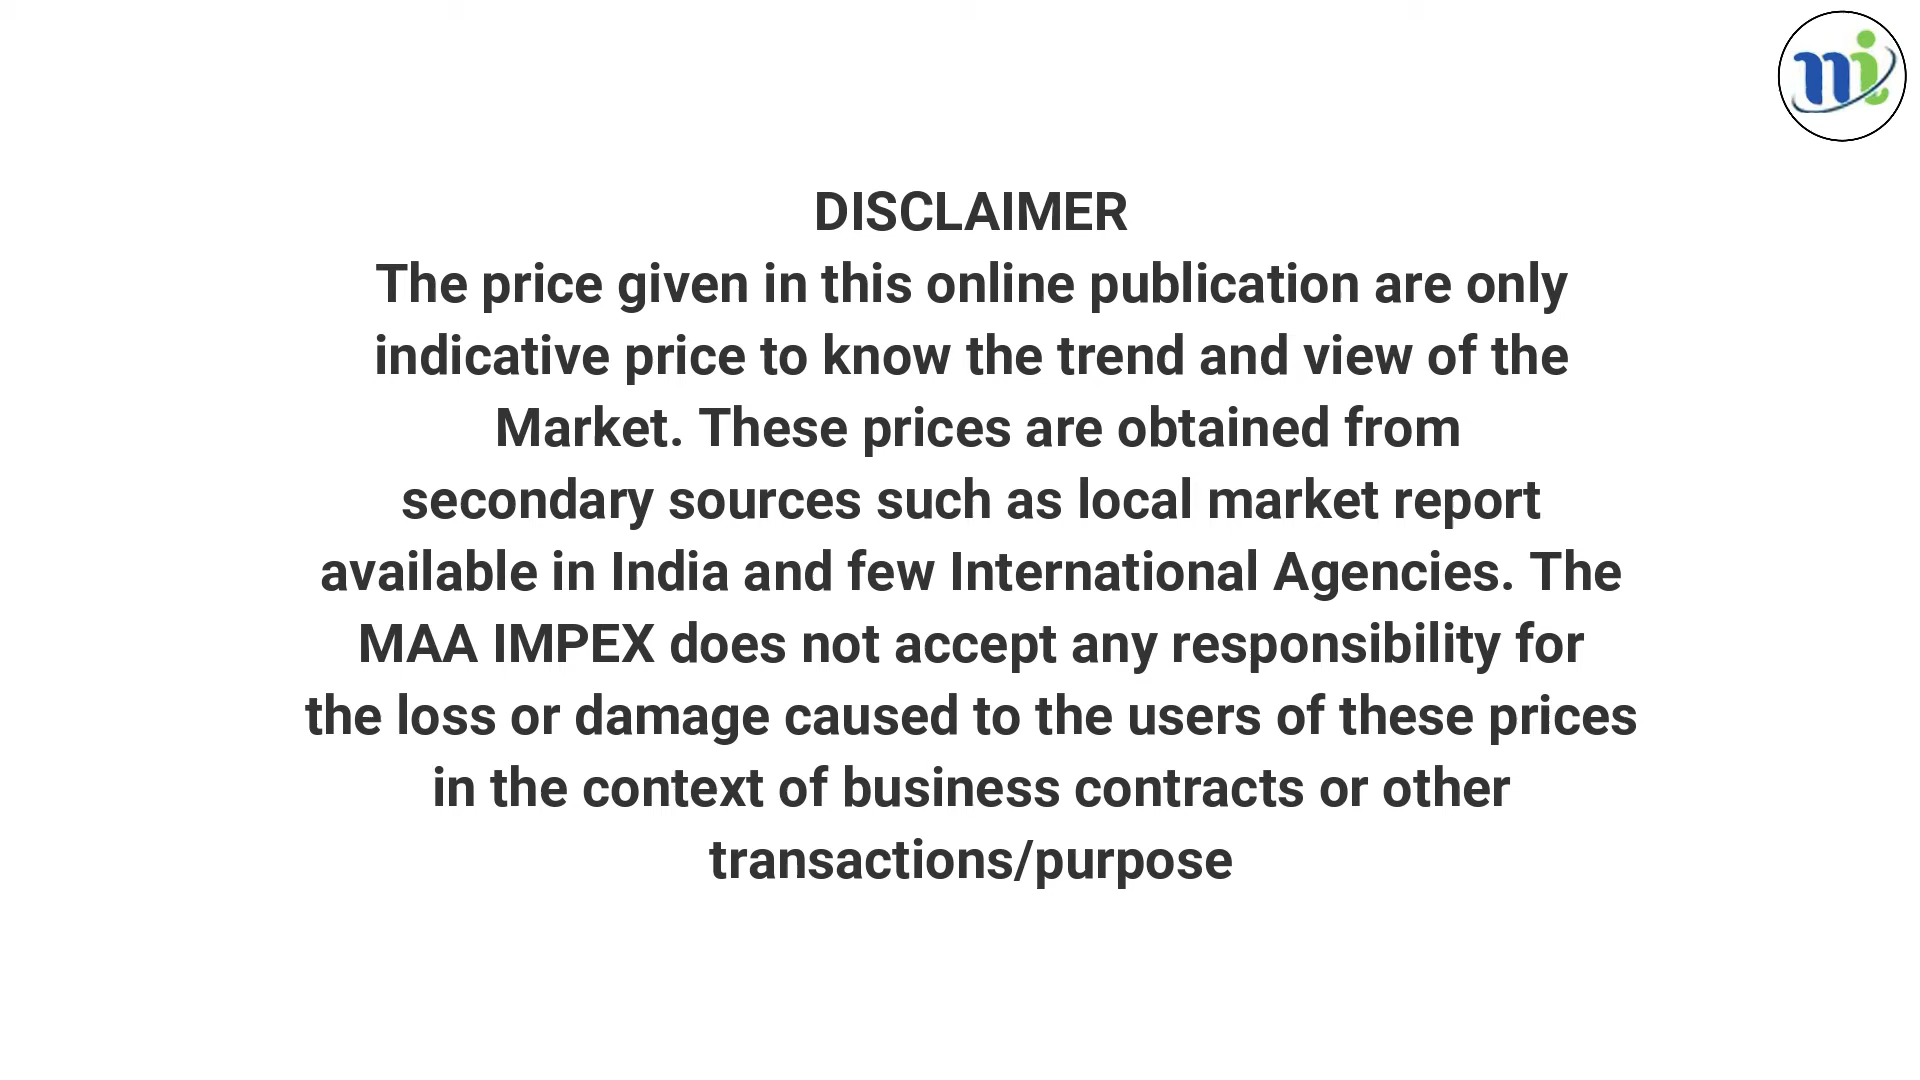 mi
DISCLAIMER
The price given in this online publication are only
indicative price to know the trend and view of the
Market. These prices are obtained from
secondary sources such as local market report
available in India and few International Agencies. The
MAA IMPEX does not accept any responsibility for
the loss or damage caused to the users of these prices
in the context of business contracts or other
transactions/purpose